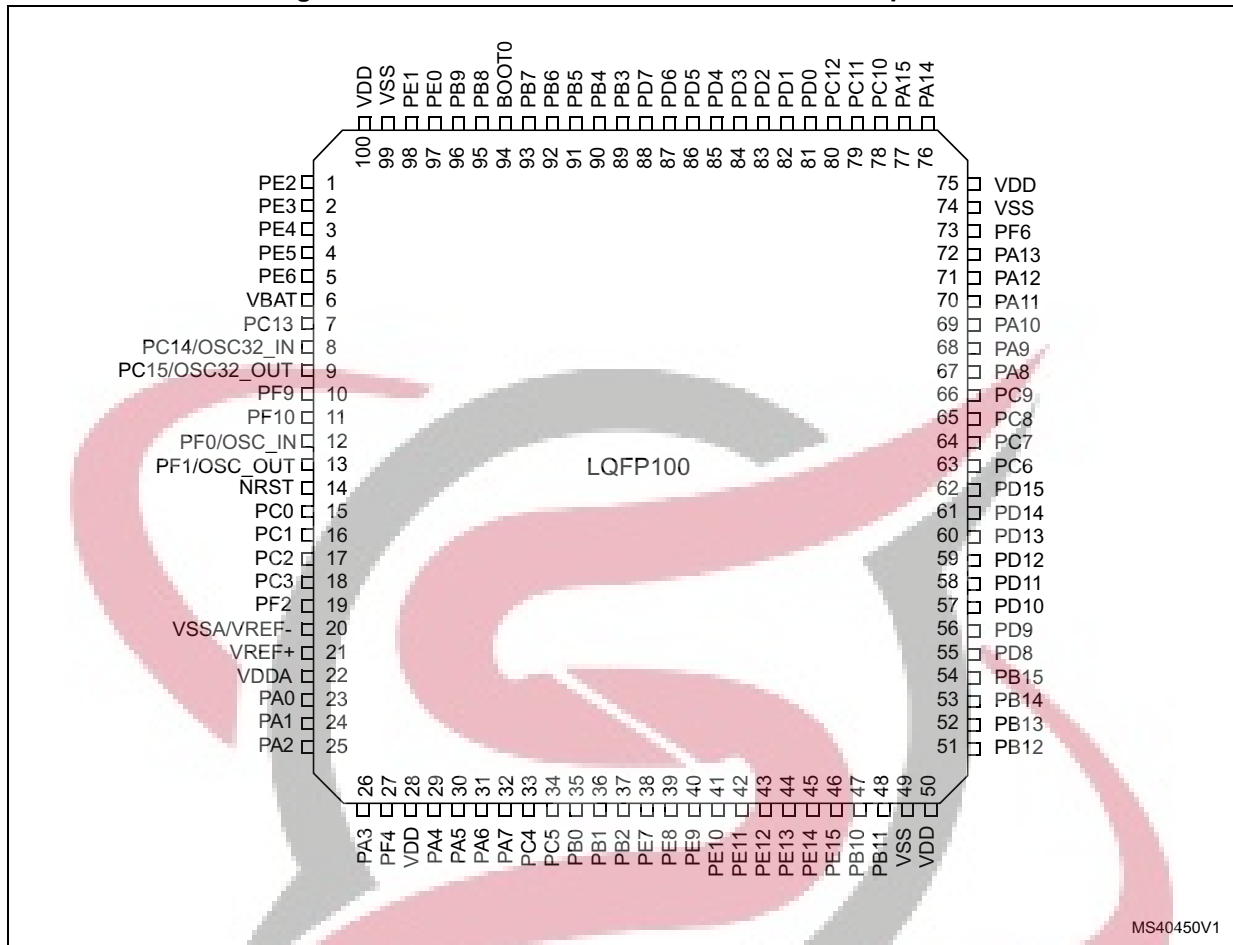 VDD
VSS
PE1
PE0
PB9
PB8
BOOT0
PB7
PB6
PB5
PB4
PB3
PD7
PD6
PD5
PD4
PD3
PD2
PD1
PD0
PC12
PC11
PC10
PA15
PA14
100
99
98
97
96
95
94
93
92
91
90
89
88
87
86
85
84
83
82
81
80
79
78
77
76
PE2 1
PE3 2
PE4 3
PE5 4
PE6 5
VBAT 6
PC13 7
PC14/OSC32_IN 8
PC15/OSC32_OUT 9
PF9 10
PF10 11
PF0/OSC_IN 12
PF1/OSC_OUT 13
NRST 14
PC0 15
PC1 16
PC2 17
PC3 18
PF2 19
VSSA/VREF- 20
VREF+ 21
VDDA 22
PA0 23
PA1 24
PA2 25
LQFP100
75 VDD
74 VSS
73 PF6
72 PA13
71 PA12
70 PA11
69 PA10
68 PA9
67 PA8
66 PC9
65 PC8
64 PC7
63 PC6
62 PD15
61 PD14
60 PD13
59 PD12
58 PD11
57 PD10
56 PD9
55 PD8
54 PB15
53 PB14
52 PB13
51 PB12
26
27
28
29
30
31
32
33
34
35
36
37
38
39
40
41
42
43
44
45
46
47
48
49
50
PA3
PF4
VDD
PA4
PA5
PA6
PA7
PC4
PC5
PB0
PB1
PB2
PE7
PE8
PE9
PE10
PE11
PE12
PE13
PE14
PE15
PB10
PB11
VSS
VDD
MS40450V1